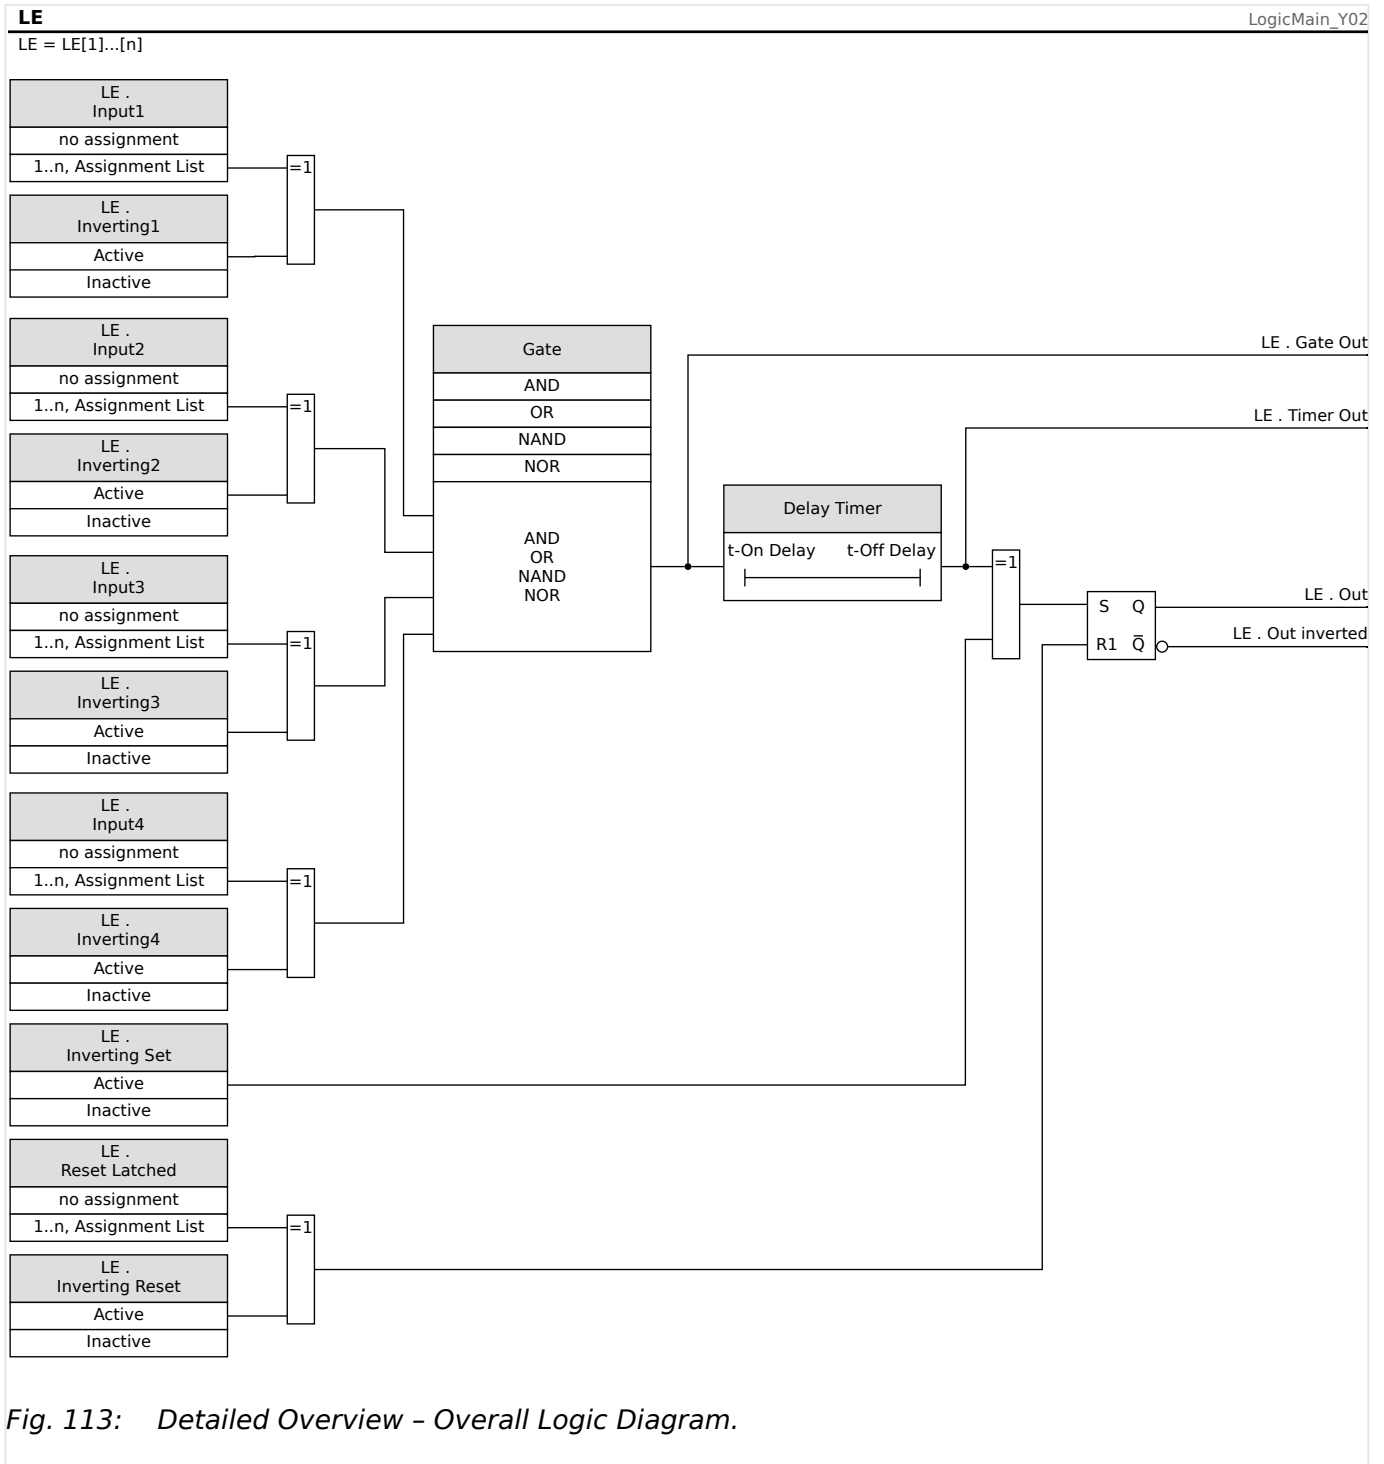 LE
LogicMain_Y02
LE = LE[1]...[n]
LE .
Input1
no assignment
1..n, Assignment List
=1
LE .
Inverting1
Active
Inactive
LE .
Input2
no assignment
1..n, Assignment List
=1
LE .
Inverting2
Active
Inactive
LE .
Input3
no assignment
1..n, Assignment List
=1
LE .
Inverting3
Active
Inactive
LE .
Input4
no assignment
1..n, Assignment List
=1
LE .
Inverting4
Active
Inactive
LE .
Inverting Set
Active
Inactive
LE .
Reset Latched
no assignment
1..n, Assignment List
=1
LE .
Inverting Reset
Active
Inactive
Gate
AND
OR
NAND
NOR
AND
OR
NAND
NOR
Delay Timer
t-On Delay t-Off Delay
=1
S Q
R1 Q̅
LE . Gate Out
LE . Timer Out
LE . Out
LE . Out inverted
Fig. 113: Detailed Overview – Overall Logic Diagram.